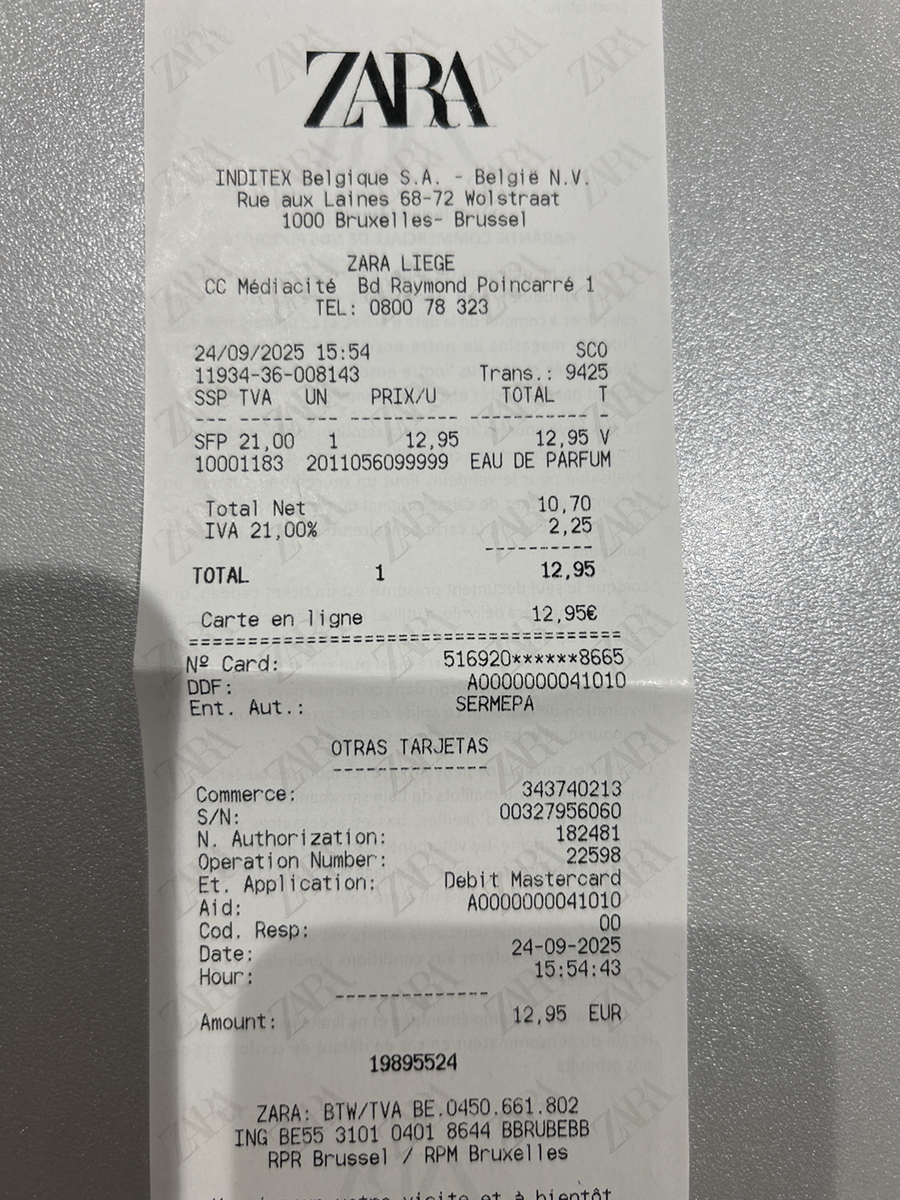 ZARA
INDITEX Belgique S.A. - België N.V.
Rue aux Laines 68-72 Wolstraat
1000 Bruxelles- Brussel
ZARA LIEGE
CC Médiacité Bd Raymond Poincarré 1
TEL: 0800 78 323
24/09/2025 15:54 SCO
11934-36-008143 Trans.: 9425
SSP TVA UN PRIX/U TOTAL T
--- ----- --- ---------- ----------- -
SFP 21,00 1 12,95 12,95 V
10001183 2011056099999 EAU DE PARFUM
Total Net 10,70
IVA 21,00% 2,25
----------
TOTAL 1 12,95
Carte en ligne 12,95€
========================================
Nº Card: 516920******8665
DDF: A0000000041010
Ent. Aut.: SERMEPA
OTRAS TARJETAS
--------------
Commerce: 343740213
S/N: 00327956060
N. Authorization: 182481
Operation Number: 22598
Et. Application: Debit Mastercard
Aid: A0000000041010
Cod. Resp: 00
Date: 24-09-2025
Hour: 15:54:43
--------------
Amount: 12,95 EUR
19895524
ZARA: BTW/TVA BE.0450.661.802
ING BE55 3101 0401 8644 BBRUBEBB
RPR Brussel / RPM Bruxelles
votre visite et à bientôt